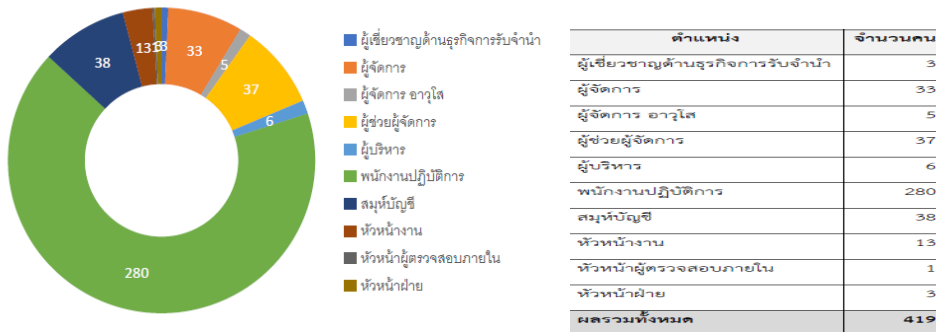 3
33
5
37
6
280
38
13
1
3
ผู้เชี่ยวชาญด้านธุรกิจการรับจำนำ
ผู้จัดการ
ผู้จัดการ อาวุโส
ผู้ช่วยผู้จัดการ
ผู้บริหาร
พนักงานปฏิบัติการ
สมุห์บัญชี
หัวหน้างาน
หัวหน้าผู้ตรวจสอบภายใน
หัวหน้าฝ่าย
ตำแหน่ง จำนวนคน
ผู้เชี่ยวชาญด้านธุรกิจการรับจำนำ 3
ผู้จัดการ 33
ผู้จัดการ อาวุโส 5
ผู้ช่วยผู้จัดการ 37
ผู้บริหาร 6
พนักงานปฏิบัติการ 280
สมุห์บัญชี 38
หัวหน้างาน 13
หัวหน้าผู้ตรวจสอบภายใน 1
หัวหน้าฝ่าย 3
ผลรวมทั้งหมด 419